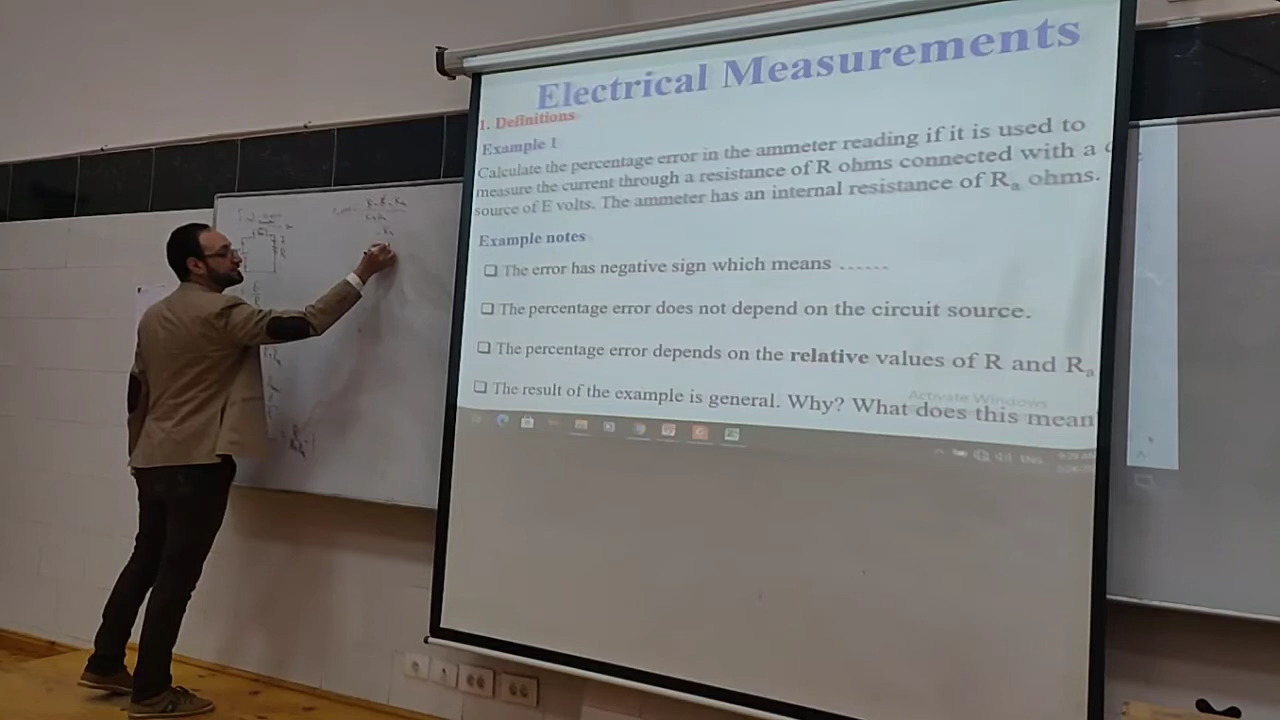 Electrical Measurements
1. Definitions
Example 1
Calculate the percentage error in the ammeter reading if it is used to
measure the current through a resistance of R ohms connected with a
source of E volts. The ammeter has an internal resistance of Ra ohms.
Example notes
❑ The error has negative sign which means ......
❑ The percentage error does not depend on the circuit source.
❑ The percentage error depends on the relative values of R and Ra
❑ The result of the example is general. Why? What does this mean
Activate Windows
ENG